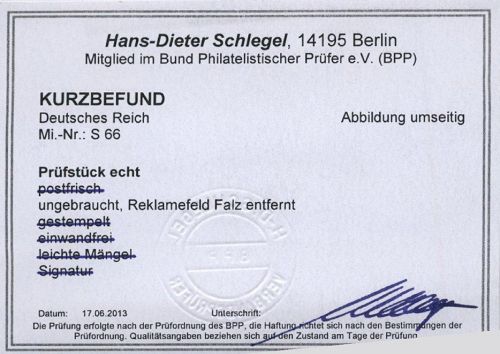 Hans-Dieter Schlegel, 14195 Berlin
Mitglied im Bund Philatelistischer Prüfer e.V. (BPP)
KURZBEFUND
Deutsches Reich
Abbildung umseitig
Mi.-Nr.: S 66
Prüfstück echt
postfrisch
ungebraucht, Reklamefeld Falz entfernt
gestempelt
einwandfrei
leichte Mängel
Signatur
Datum: 17.06.2013 Unterschrift:
Die Prüfung erfolgte nach der Prüfordnung des BPP, die Haftung richtet sich nach den Bestimmungen der
Prüfordnung. Qualitätsangaben beziehen sich auf den Zustand am Tage der Prüfung